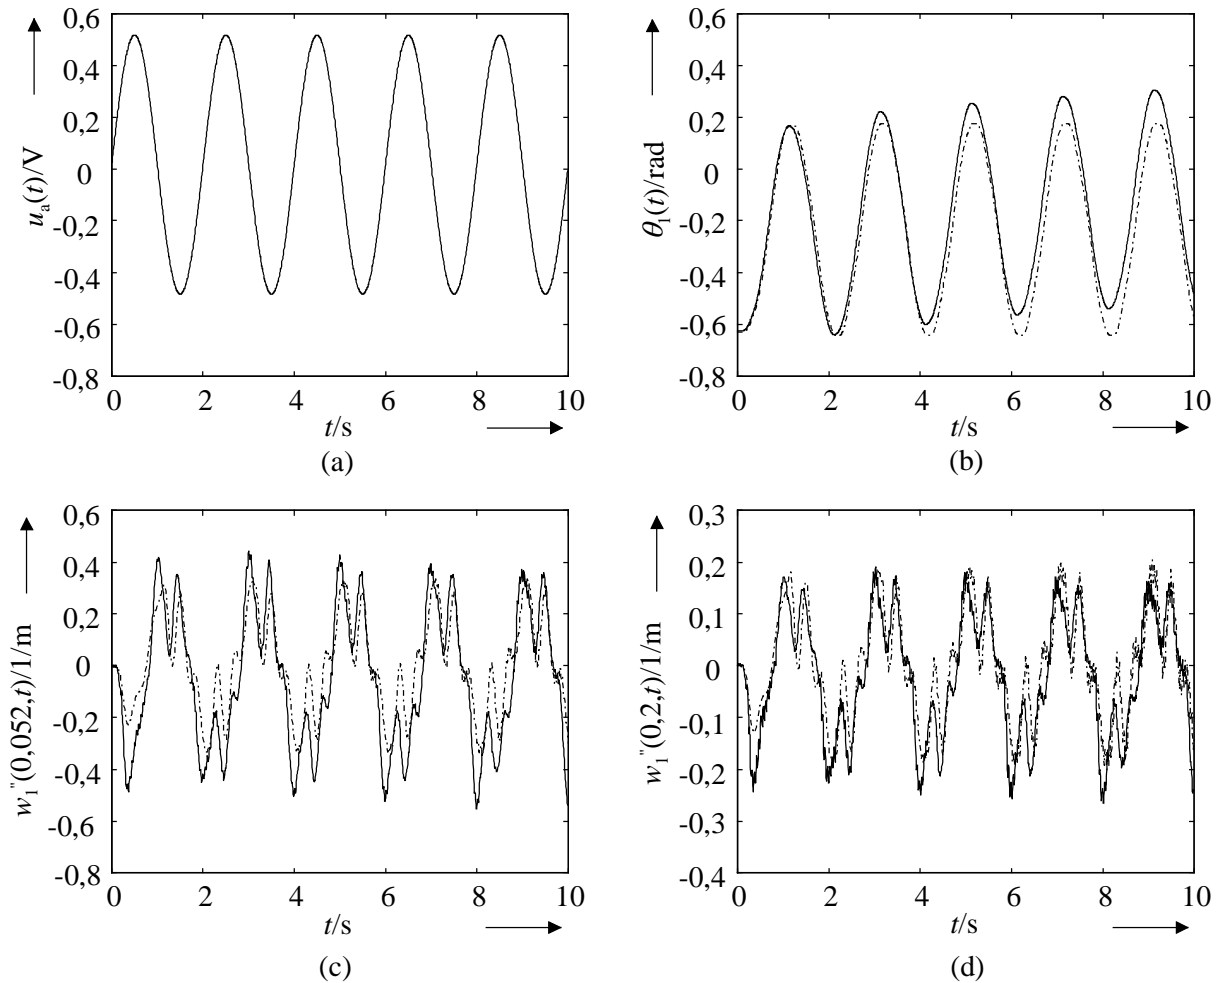 0,6
0,4
0,2
0
-0,2
-0,4
-0,6
-0,8
u_a(t)/V
0 2 4 6 8 10
t/s
(a)
0,6
0,4
0,2
0
-0,2
-0,4
-0,6
-0,8
θ_1(t)/rad
0 2 4 6 8 10
t/s
(b)
0,6
0,4
0,2
0
-0,2
-0,4
-0,6
-0,8
w_1"(0,052,t)/1/m
0 2 4 6 8 10
t/s
(c)
0,3
0,2
0,1
0
-0,1
-0,2
-0,3
-0,4
w_1"(0,2,t)/1/m
0 2 4 6 8 10
t/s
(d)